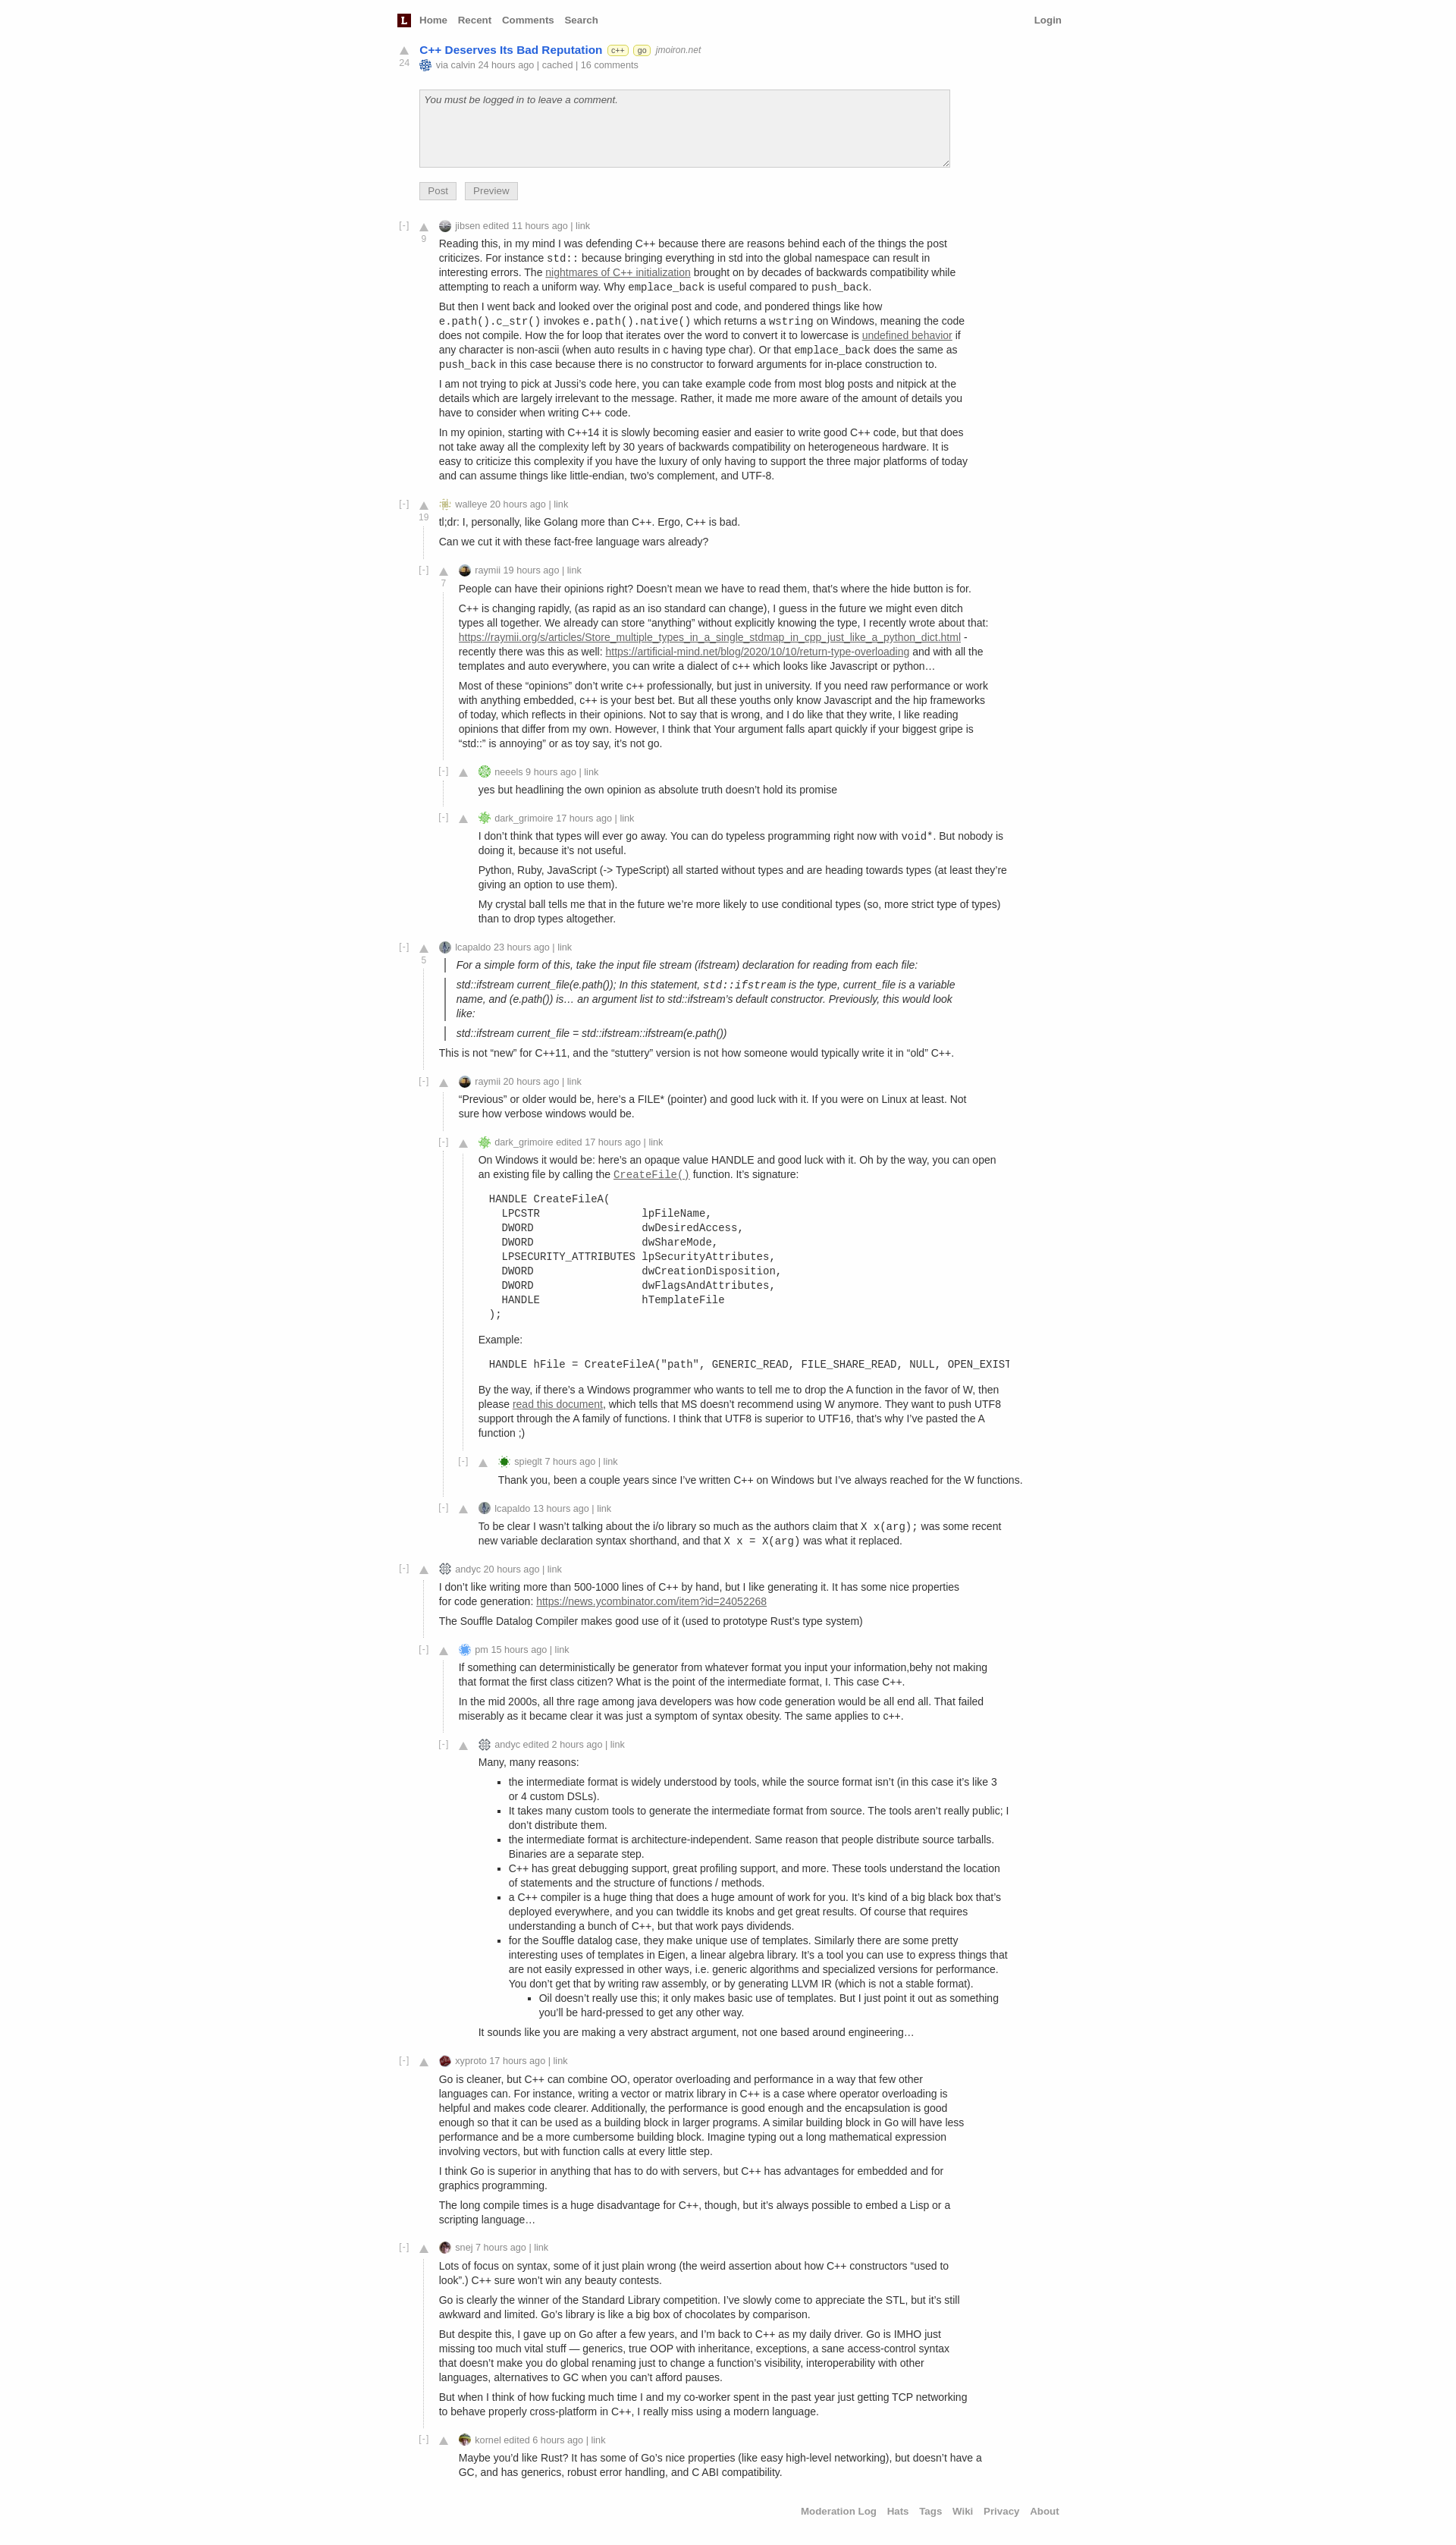 L Home Recent Comments Search Login
C++ Deserves Its Bad Reputation c++ go jmoiron.net
24
via calvin 24 hours ago | cached | 16 comments
You must be logged in to leave a comment.
Post Preview
[-] jibsen edited 11 hours ago | link
9
Reading this, in my mind I was defending C++ because there are reasons behind each of the things the post
criticizes. For instance std:: because bringing everything in std into the global namespace can result in
interesting errors. The nightmares of C++ initialization brought on by decades of backwards compatibility while
attempting to reach a uniform way. Why emplace_back is useful compared to push_back.
But then I went back and looked over the original post and code, and pondered things like how
e.path().c_str() invokes e.path().native() which returns a wstring on Windows, meaning the code
does not compile. How the for loop that iterates over the word to convert it to lowercase is undefined behavior if
any character is non-ascii (when auto results in c having type char). Or that emplace_back does the same as
push_back in this case because there is no constructor to forward arguments for in-place construction to.
I am not trying to pick at Jussi’s code here, you can take example code from most blog posts and nitpick at the
details which are largely irrelevant to the message. Rather, it made me more aware of the amount of details you
have to consider when writing C++ code.
In my opinion, starting with C++14 it is slowly becoming easier and easier to write good C++ code, but that does
not take away all the complexity left by 30 years of backwards compatibility on heterogeneous hardware. It is
easy to criticize this complexity if you have the luxury of only having to support the three major platforms of today
and can assume things like little-endian, two’s complement, and UTF-8.
[-] walleye 20 hours ago | link
19
tl;dr: I, personally, like Golang more than C++. Ergo, C++ is bad.
Can we cut it with these fact-free language wars already?
[-] raymii 19 hours ago | link
7
People can have their opinions right? Doesn’t mean we have to read them, that’s where the hide button is for.
C++ is changing rapidly, (as rapid as an iso standard can change), I guess in the future we might even ditch
types all together. We already can store “anything” without explicitly knowing the type, I recently wrote about that:
https://raymii.org/s/articles/Store_multiple_types_in_a_single_stdmap_in_cpp_just_like_a_python_dict.html -
recently there was this as well: https://artificial-mind.net/blog/2020/10/10/return-type-overloading and with all the
templates and auto everywhere, you can write a dialect of c++ which looks like Javascript or python…
Most of these “opinions” don’t write c++ professionally, but just in university. If you need raw performance or work
with anything embedded, c++ is your best bet. But all these youths only know Javascript and the hip frameworks
of today, which reflects in their opinions. Not to say that is wrong, and I do like that they write, I like reading
opinions that differ from my own. However, I think that Your argument falls apart quickly if your biggest gripe is
“std::” is annoying” or as toy say, it’s not go.
[-] neeels 9 hours ago | link
yes but headlining the own opinion as absolute truth doesn’t hold its promise
[-] dark_grimoire 17 hours ago | link
I don’t think that types will ever go away. You can do typeless programming right now with void*. But nobody is
doing it, because it’s not useful.
Python, Ruby, JavaScript (-> TypeScript) all started without types and are heading towards types (at least they’re
giving an option to use them).
My crystal ball tells me that in the future we’re more likely to use conditional types (so, more strict type of types)
than to drop types altogether.
[-] lcapaldo 23 hours ago | link
5
For a simple form of this, take the input file stream (ifstream) declaration for reading from each file:
std::ifstream current_file(e.path()); In this statement, std::ifstream is the type, current_file is a variable
name, and (e.path()) is… an argument list to std::ifstream’s default constructor. Previously, this would look
like:
std::ifstream current_file = std::ifstream::ifstream(e.path())
This is not “new” for C++11, and the “stuttery” version is not how someone would typically write it in “old” C++.
[-] raymii 20 hours ago | link
“Previous” or older would be, here’s a FILE* (pointer) and good luck with it. If you were on Linux at least. Not
sure how verbose windows would be.
[-] dark_grimoire edited 17 hours ago | link
On Windows it would be: here’s an opaque value HANDLE and good luck with it. Oh by the way, you can open
an existing file by calling the CreateFile() function. It’s signature:
HANDLE CreateFileA(
LPCSTR lpFileName,
DWORD dwDesiredAccess,
DWORD dwShareMode,
LPSECURITY_ATTRIBUTES lpSecurityAttributes,
DWORD dwCreationDisposition,
DWORD dwFlagsAndAttributes,
HANDLE hTemplateFile
);
Example:
HANDLE hFile = CreateFileA("path", GENERIC_READ, FILE_SHARE_READ, NULL, OPEN_EXIST
By the way, if there’s a Windows programmer who wants to tell me to drop the A function in the favor of W, then
please read this document, which tells that MS doesn’t recommend using W anymore. They want to push UTF8
support through the A family of functions. I think that UTF8 is superior to UTF16, that’s why I’ve pasted the A
function ;)
[-] spieglt 7 hours ago | link
Thank you, been a couple years since I’ve written C++ on Windows but I’ve always reached for the W functions.
[-] lcapaldo 13 hours ago | link
To be clear I wasn’t talking about the i/o library so much as the authors claim that X x(arg); was some recent
new variable declaration syntax shorthand, and that X x = X(arg) was what it replaced.
[-] andyc 20 hours ago | link
I don’t like writing more than 500-1000 lines of C++ by hand, but I like generating it. It has some nice properties
for code generation: https://news.ycombinator.com/item?id=24052268
The Souffle Datalog Compiler makes good use of it (used to prototype Rust’s type system)
[-] pm 15 hours ago | link
If something can deterministically be generator from whatever format you input your information,behy not making
that format the first class citizen? What is the point of the intermediate format, I. This case C++.
In the mid 2000s, all thre rage among java developers was how code generation would be all end all. That failed
miserably as it became clear it was just a symptom of syntax obesity. The same applies to c++.
[-] andyc edited 2 hours ago | link
Many, many reasons:
▪ the intermediate format is widely understood by tools, while the source format isn’t (in this case it’s like 3
or 4 custom DSLs).
▪ It takes many custom tools to generate the intermediate format from source. The tools aren’t really public; I
don’t distribute them.
▪ the intermediate format is architecture-independent. Same reason that people distribute source tarballs.
Binaries are a separate step.
▪ C++ has great debugging support, great profiling support, and more. These tools understand the location
of statements and the structure of functions / methods.
▪ a C++ compiler is a huge thing that does a huge amount of work for you. It’s kind of a big black box that’s
deployed everywhere, and you can twiddle its knobs and get great results. Of course that requires
understanding a bunch of C++, but that work pays dividends.
▪ for the Souffle datalog case, they make unique use of templates. Similarly there are some pretty
interesting uses of templates in Eigen, a linear algebra library. It’s a tool you can use to express things that
are not easily expressed in other ways, i.e. generic algorithms and specialized versions for performance.
You don’t get that by writing raw assembly, or by generating LLVM IR (which is not a stable format).
▪ Oil doesn’t really use this; it only makes basic use of templates. But I just point it out as something
you’ll be hard-pressed to get any other way.
It sounds like you are making a very abstract argument, not one based around engineering…
[-] xyproto 17 hours ago | link
Go is cleaner, but C++ can combine OO, operator overloading and performance in a way that few other
languages can. For instance, writing a vector or matrix library in C++ is a case where operator overloading is
helpful and makes code clearer. Additionally, the performance is good enough and the encapsulation is good
enough so that it can be used as a building block in larger programs. A similar building block in Go will have less
performance and be a more cumbersome building block. Imagine typing out a long mathematical expression
involving vectors, but with function calls at every little step.
I think Go is superior in anything that has to do with servers, but C++ has advantages for embedded and for
graphics programming.
The long compile times is a huge disadvantage for C++, though, but it’s always possible to embed a Lisp or a
scripting language…
[-] snej 7 hours ago | link
Lots of focus on syntax, some of it just plain wrong (the weird assertion about how C++ constructors “used to
look”.) C++ sure won’t win any beauty contests.
Go is clearly the winner of the Standard Library competition. I’ve slowly come to appreciate the STL, but it’s still
awkward and limited. Go’s library is like a big box of chocolates by comparison.
But despite this, I gave up on Go after a few years, and I’m back to C++ as my daily driver. Go is IMHO just
missing too much vital stuff — generics, true OOP with inheritance, exceptions, a sane access-control syntax
that doesn’t make you do global renaming just to change a function’s visibility, interoperability with other
languages, alternatives to GC when you can’t afford pauses.
But when I think of how fucking much time I and my co-worker spent in the past year just getting TCP networking
to behave properly cross-platform in C++, I really miss using a modern language.
[-] kornel edited 6 hours ago | link
Maybe you’d like Rust? It has some of Go’s nice properties (like easy high-level networking), but doesn’t have a
GC, and has generics, robust error handling, and C ABI compatibility.
Moderation Log Hats Tags Wiki Privacy About